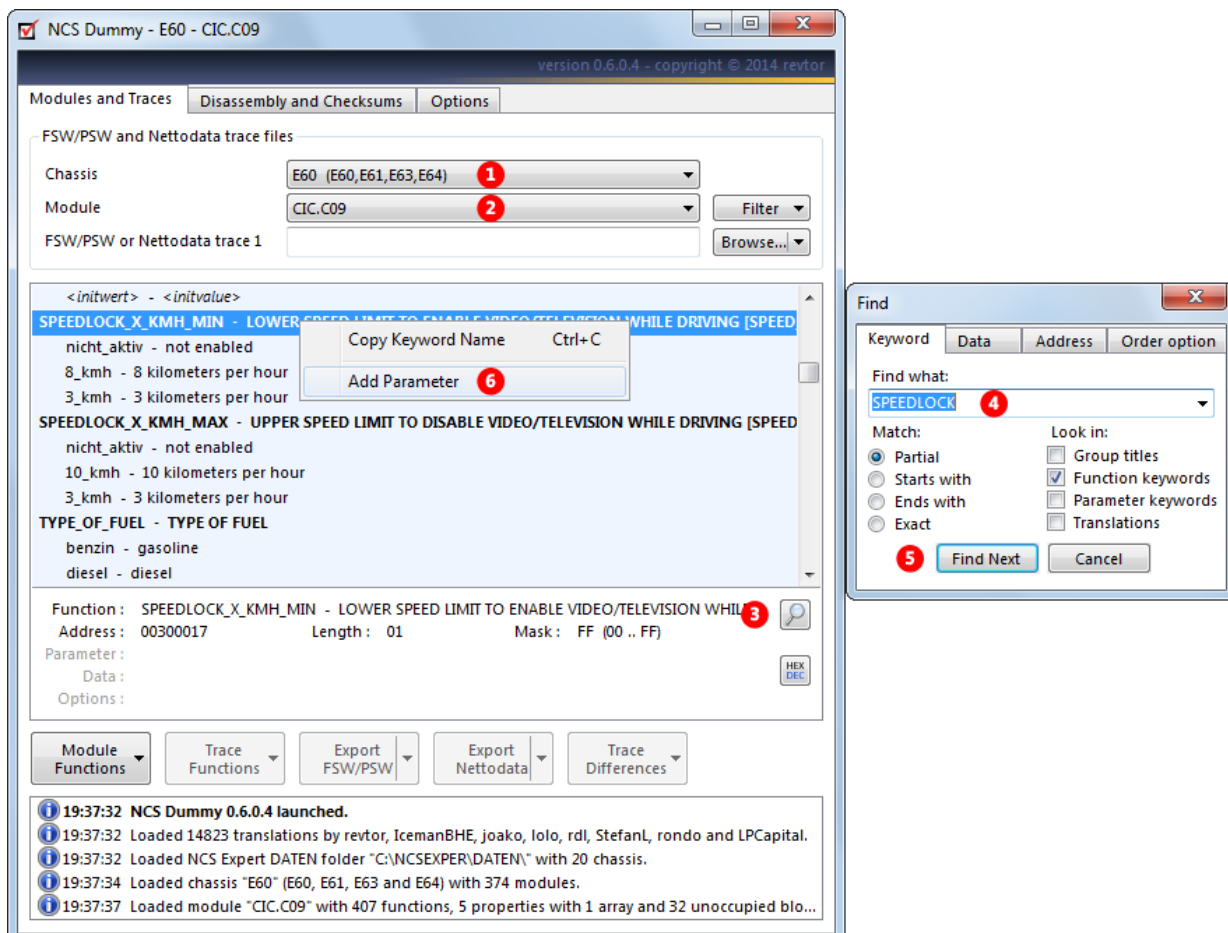 NCS Dummy - E60 - CIC.C09
version 0.6.0.4 - copyright © 2014 revtor
Modules and Traces Disassembly and Checksums Options
FSW/PSW and Nettodata trace files
Chassis E60 (E60,E61,E63,E64) 1
Module CIC.C09 2 Filter
FSW/PSW or Nettodata trace 1 Browse...
<initwert> - <initvalue>
SPEEDLOCK_X_KMH_MIN - LOWER SPEED LIMIT TO ENABLE VIDEO/TELEVISION WHILE DRIVING [SPEED
nicht_aktiv - not enabled
8_kmh - 8 kilometers per hour
3_kmh - 3 kilometers per hour
Copy Keyword Name Ctrl+C
Add Parameter 6
SPEEDLOCK_X_KMH_MAX - UPPER SPEED LIMIT TO DISABLE VIDEO/TELEVISION WHILE DRIVING [SPEED
nicht_aktiv - not enabled
10_kmh - 10 kilometers per hour
3_kmh - 3 kilometers per hour
TYPE_OF_FUEL - TYPE OF FUEL
benzin - gasoline
diesel - diesel
Function : SPEEDLOCK_X_KMH_MIN - LOWER SPEED LIMIT TO ENABLE VIDEO/TELEVISION WHIL 3
Address : 00300017 Length : 01 Mask : FF (00 .. FF)
Parameter :
Data :
Options :
HEX
DEC
Module Functions
Trace Functions
Export FSW/PSW
Export Nettodata
Trace Differences
19:37:32 NCS Dummy 0.6.0.4 launched.
19:37:32 Loaded 14823 translations by revtor, IcemanBHE, joako, lolo, rdl, StefanL, rondo and LPCapital.
19:37:32 Loaded NCS Expert DATEN folder "C:\NCSEXPER\DATEN\" with 20 chassis.
19:37:34 Loaded chassis "E60" (E60, E61, E63 and E64) with 374 modules.
19:37:37 Loaded module "CIC.C09" with 407 functions, 5 properties with 1 array and 32 unoccupied blo...
Find
Keyword Data Address Order option
Find what:
SPEEDLOCK 4
Match: Look in:
Partial Group titles
Starts with Function keywords
Ends with Parameter keywords
Exact Translations
5 Find Next Cancel